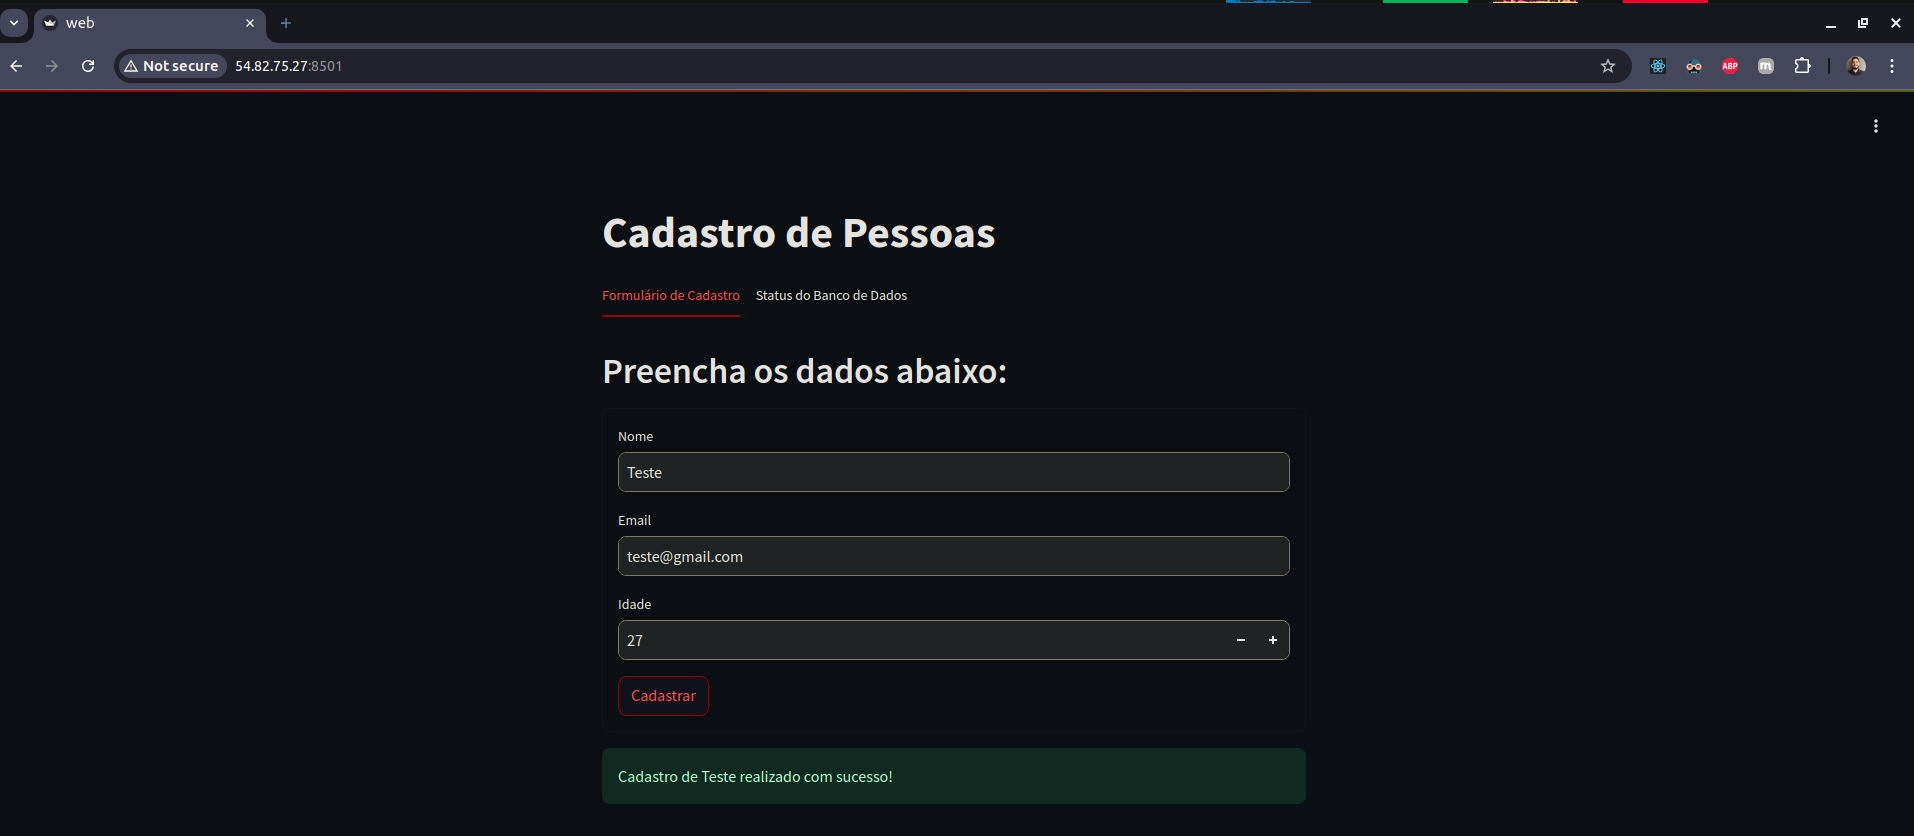 web
Not secure
54.82.75.27:8501
ABP
m
Cadastro de Pessoas
Formulário de Cadastro
Status do Banco de Dados
Preencha os dados abaixo:
Nome
Teste
Email
teste@gmail.com
Idade
27
Cadastrar
Cadastro de Teste realizado com sucesso!